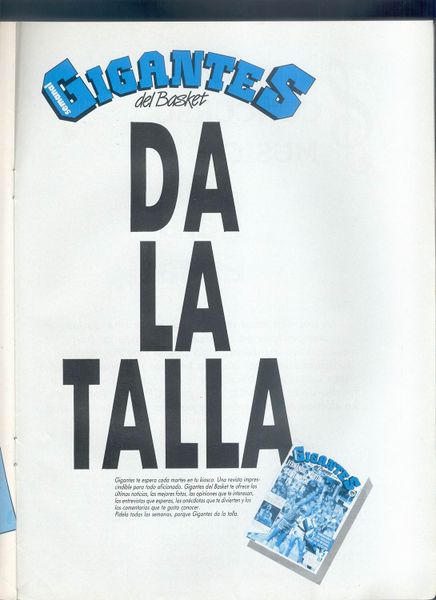 GIGANTES
semanal
del Basket
DA
LA
TALLA
Gigantes te espera cada martes en tu kiosco. Una revista impres-
cindible para todo aficionado. Gigantes del Basket te ofrece las
últimas noticias, las mejores fotos, las opiniones que te interesan,
las entrevistas que esperas, las anécdotas que te divierten y los
los comentarios que te gusta conocer.
Pídela todas las semanas, porque Gigantes da la talla.
GIGANTES